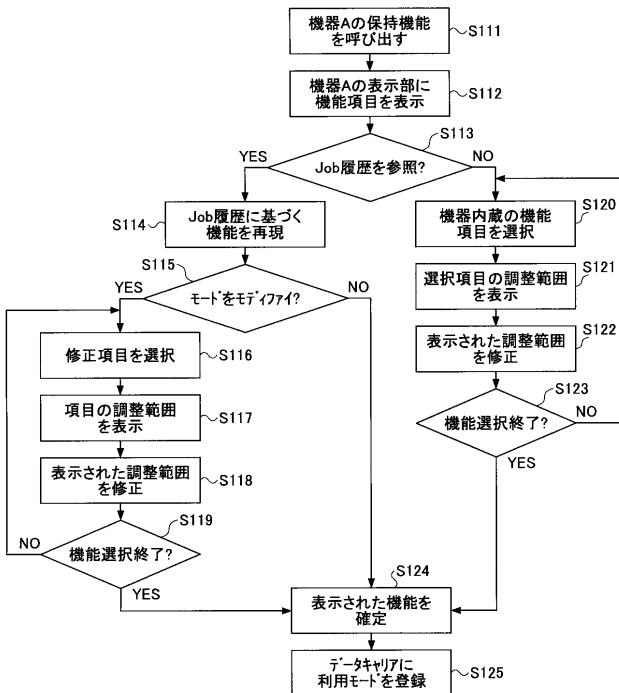 機器Aの保持機能
を呼び出す
S111
機器Aの表示部に
機能項目を表示
S112
S113
YES
Job履歴を参照?
NO
S114
Job履歴に基づく
機能を再現
S115
YES
モードをモディファイ?
NO
修正項目を選択
S116
項目の調整範囲
を表示
S117
表示された調整範囲
を修正
S118
S119
NO
機能選択終了?
YES
機器内蔵の機能
項目を選択
S120
選択項目の調整範囲
を表示
S121
表示された調整範囲
を修正
S122
S123
機能選択終了?
NO
YES
S124
表示された機能を
確定
データキャリアに
利用モードを登録
S125